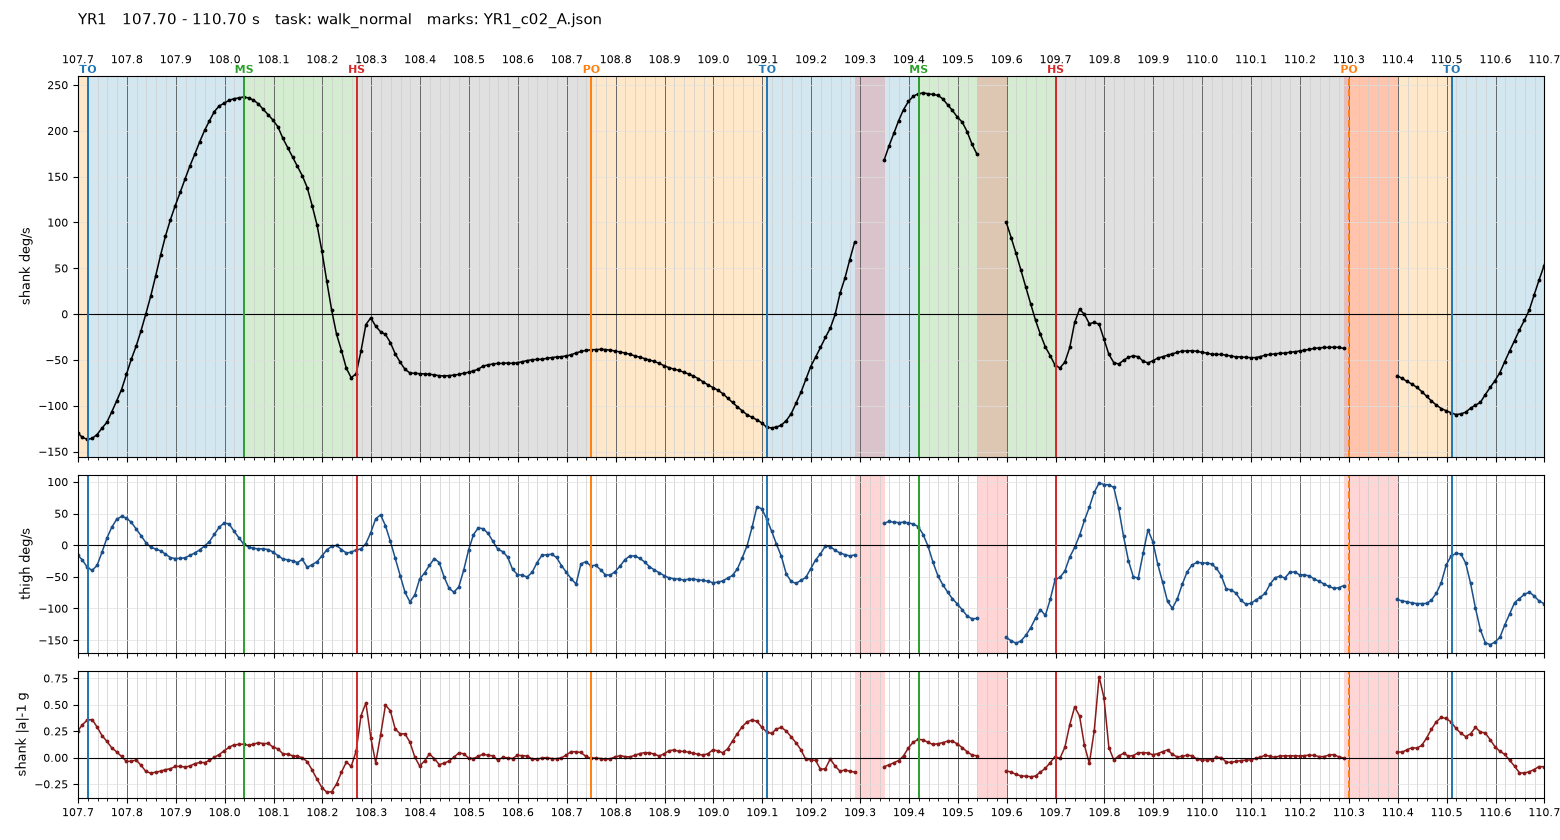 YR1   107.70 - 110.70 s   task: walk_normal   marks: YR1_c02_A.json
107.7 107.8 107.9 108.0 108.1 108.2 108.3 108.4 108.5 108.6 108.7 108.8 108.9 109.0 109.1 109.2 109.3 109.4 109.5 109.6 109.7 109.8 109.9 110.0 110.1 110.2 110.3 110.4 110.5 110.6 110.7
TO MS HS PO TO MS HS PO TO
shank deg/s
250
200
150
100
50
0
−50
−100
−150
thigh deg/s
100
50
0
−50
−100
−150
shank |a|-1 g
0.75
0.50
0.25
0.00
−0.25
107.7 107.8 107.9 108.0 108.1 108.2 108.3 108.4 108.5 108.6 108.7 108.8 108.9 109.0 109.1 109.2 109.3 109.4 109.5 109.6 109.7 109.8 109.9 110.0 110.1 110.2 110.3 110.4 110.5 110.6 110.7